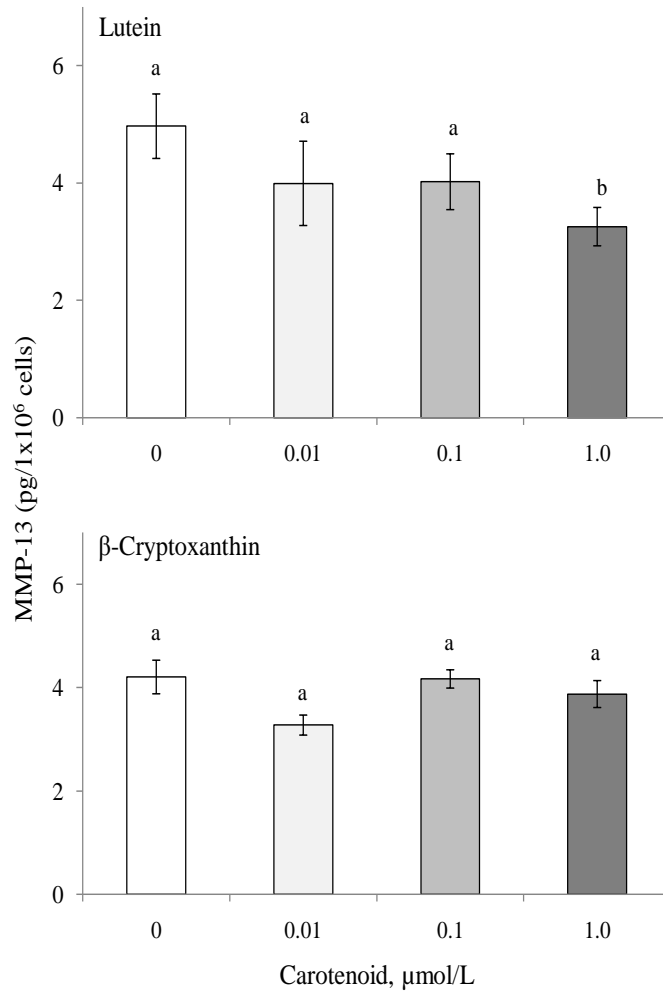 Lutein
6
4
2
0
a
a
a
b
0
0.01
0.1
1.0
MMP-13 (pg/1x10⁶ cells)
β-Cryptoxanthin
6
4
2
0
a
a
a
a
0
0.01
0.1
1.0
Carotenoid, µmol/L